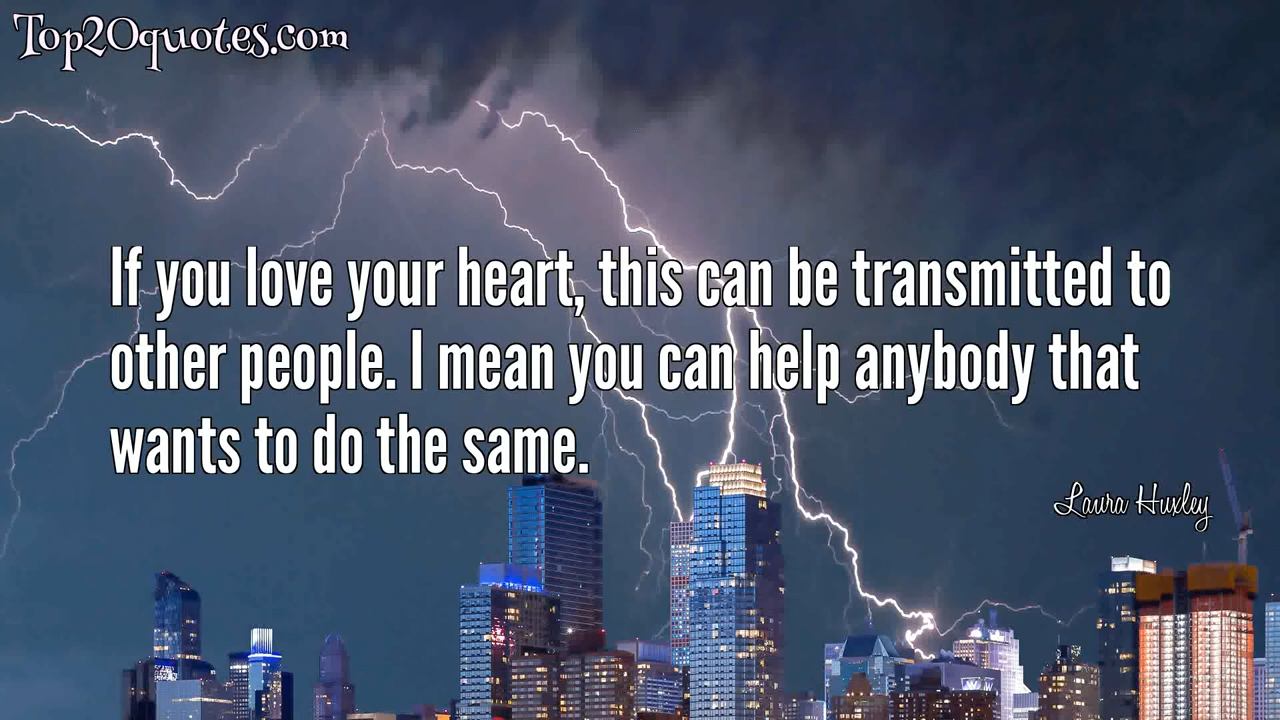 Top20quotes.com
If you love your heart, this can be transmitted to
other people. I mean you can help anybody that
wants to do the same.
Laura Huxley